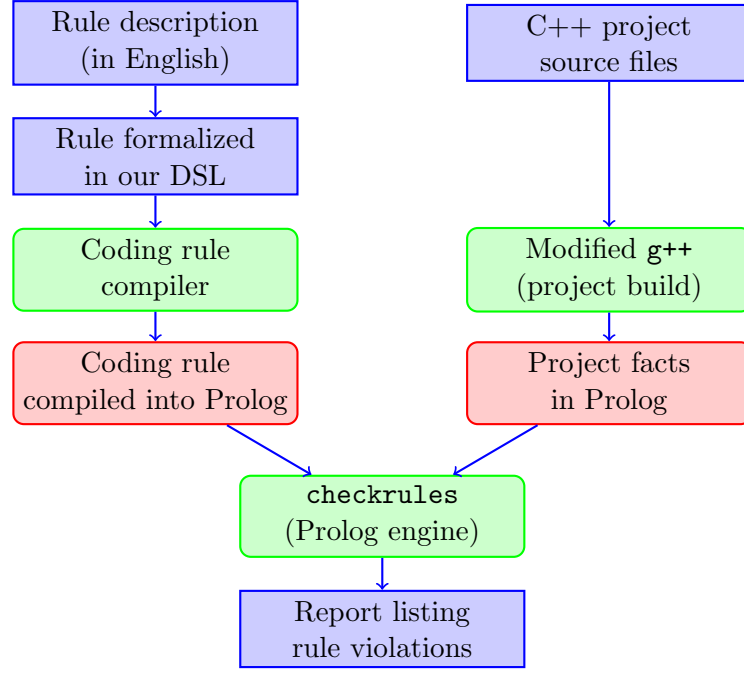 Rule description
(in English)
C++ project
source files
Rule formalized
in our DSL
Coding rule
compiler
Modified g++
(project build)
Coding rule
compiled into Prolog
Project facts
in Prolog
checkrules
(Prolog engine)
Report listing
rule violations